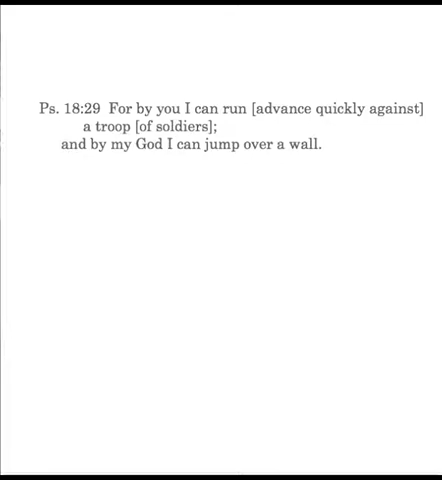 Ps. 18:29 For by you I can run [advance quickly against]
a troop [of soldiers];
and by my God I can jump over a wall.